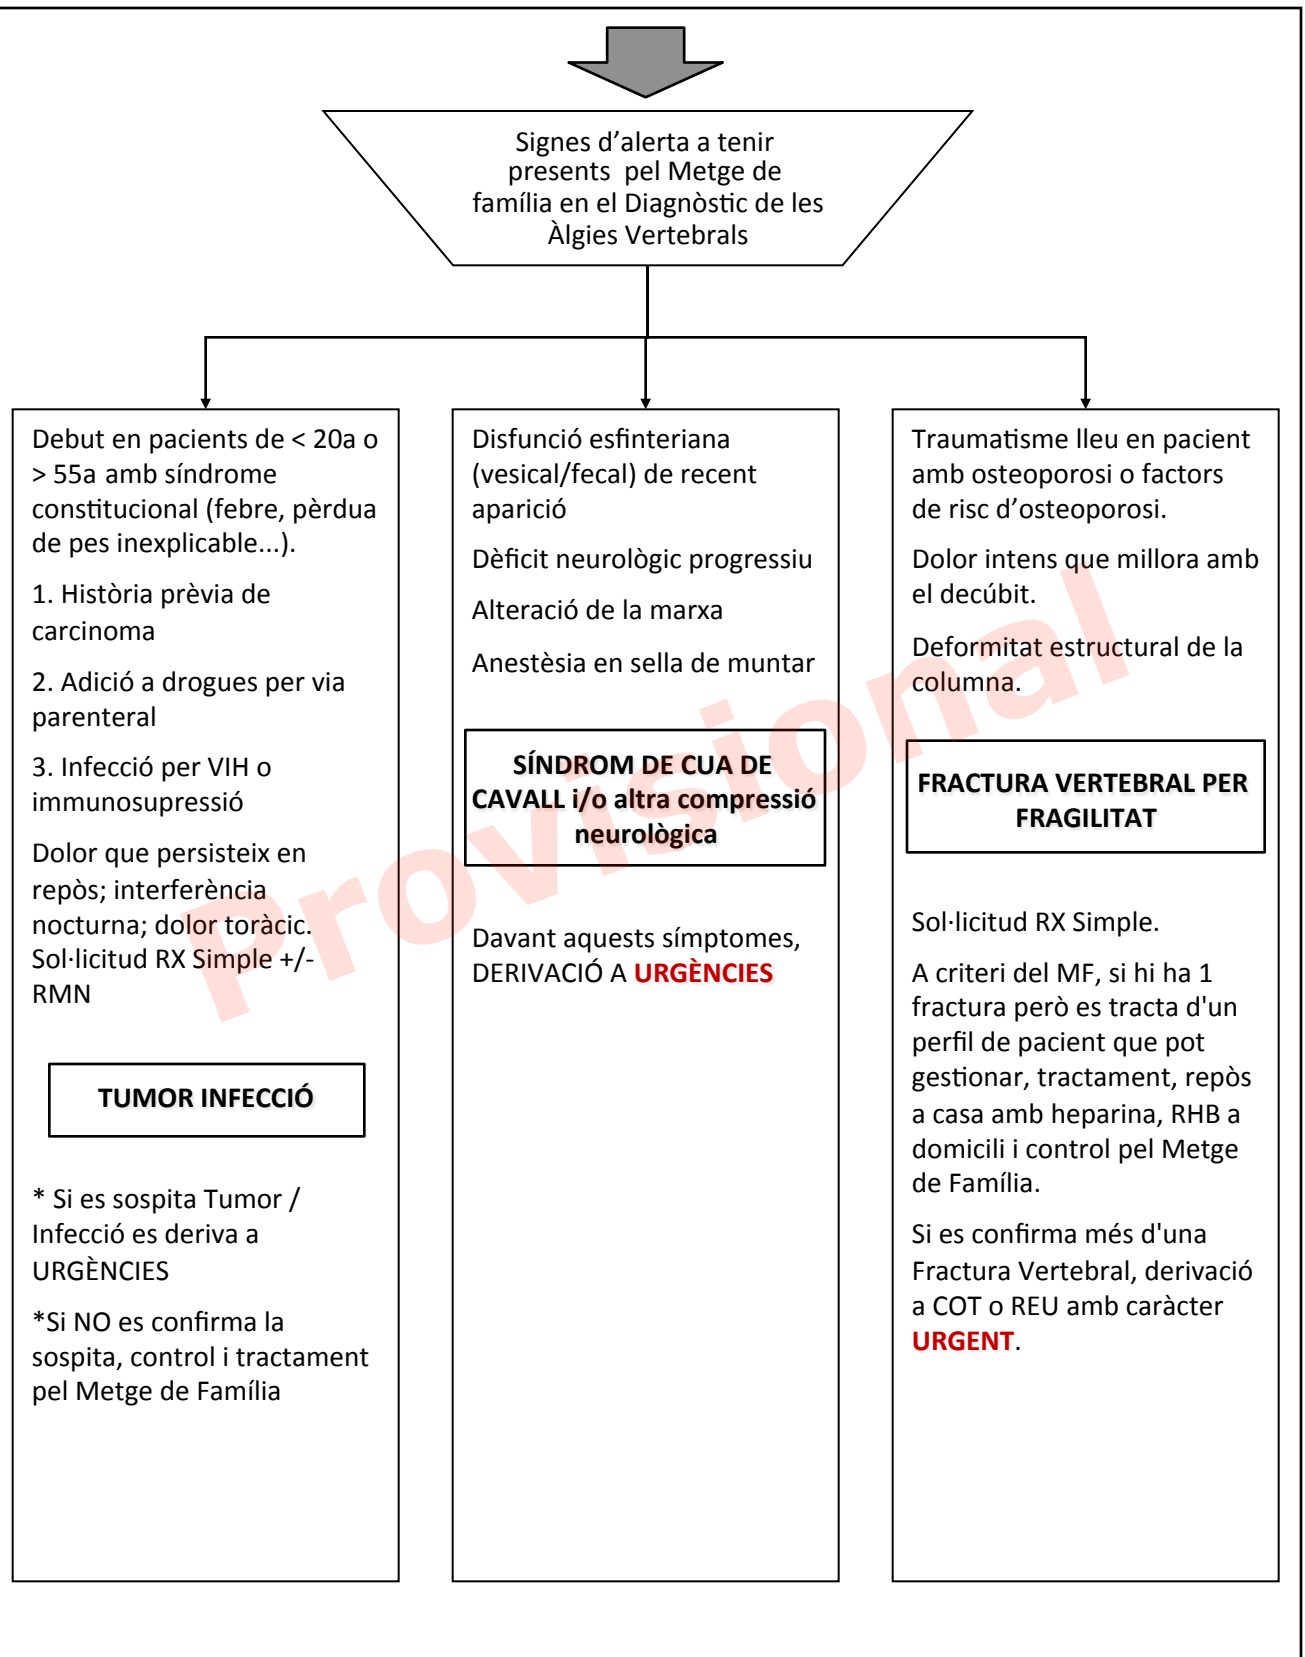 Signes d’alerta a tenir
presents  pel Metge de
família en el Diagnòstic de les
Àlgies Vertebrals
Debut en pacients de < 20a o
> 55a amb síndrome
constitucional (febre, pèrdua
de pes inexplicable...).
1. Història prèvia de
carcinoma
2. Adició a drogues per via
parenteral
3. Infecció per VIH o
immunosupressió
Dolor que persisteix en
repòs; interferència
nocturna; dolor toràcic.
Sol·licitud RX Simple +/-
RMN
TUMOR INFECCIÓ
* Si es sospita Tumor /
Infecció es deriva a
URGÈNCIES
*Si NO es confirma la
sospita, control i tractament
pel Metge de Família
Disfunció esfinteriana
(vesical/fecal) de recent
aparició
Dèficit neurològic progressiu
Alteració de la marxa
Anestèsia en sella de muntar
SÍNDROM DE CUA DE
CAVALL i/o altra compressió
neurològica
Davant aquests símptomes,
DERIVACIÓ A URGÈNCIES
Traumatisme lleu en pacient
amb osteoporosi o factors
de risc d’osteoporosi.
Dolor intens que millora amb
el decúbit.
Deformitat estructural de la
columna.
FRACTURA VERTEBRAL PER
FRAGILITAT
Sol·licitud RX Simple.
A criteri del MF, si hi ha 1
fractura però es tracta d'un
perfil de pacient que pot
gestionar, tractament, repòs
a casa amb heparina, RHB a
domicili i control pel Metge
de Família.
Si es confirma més d'una
Fractura Vertebral, derivació
a COT o REU amb caràcter
URGENT.
Provisional